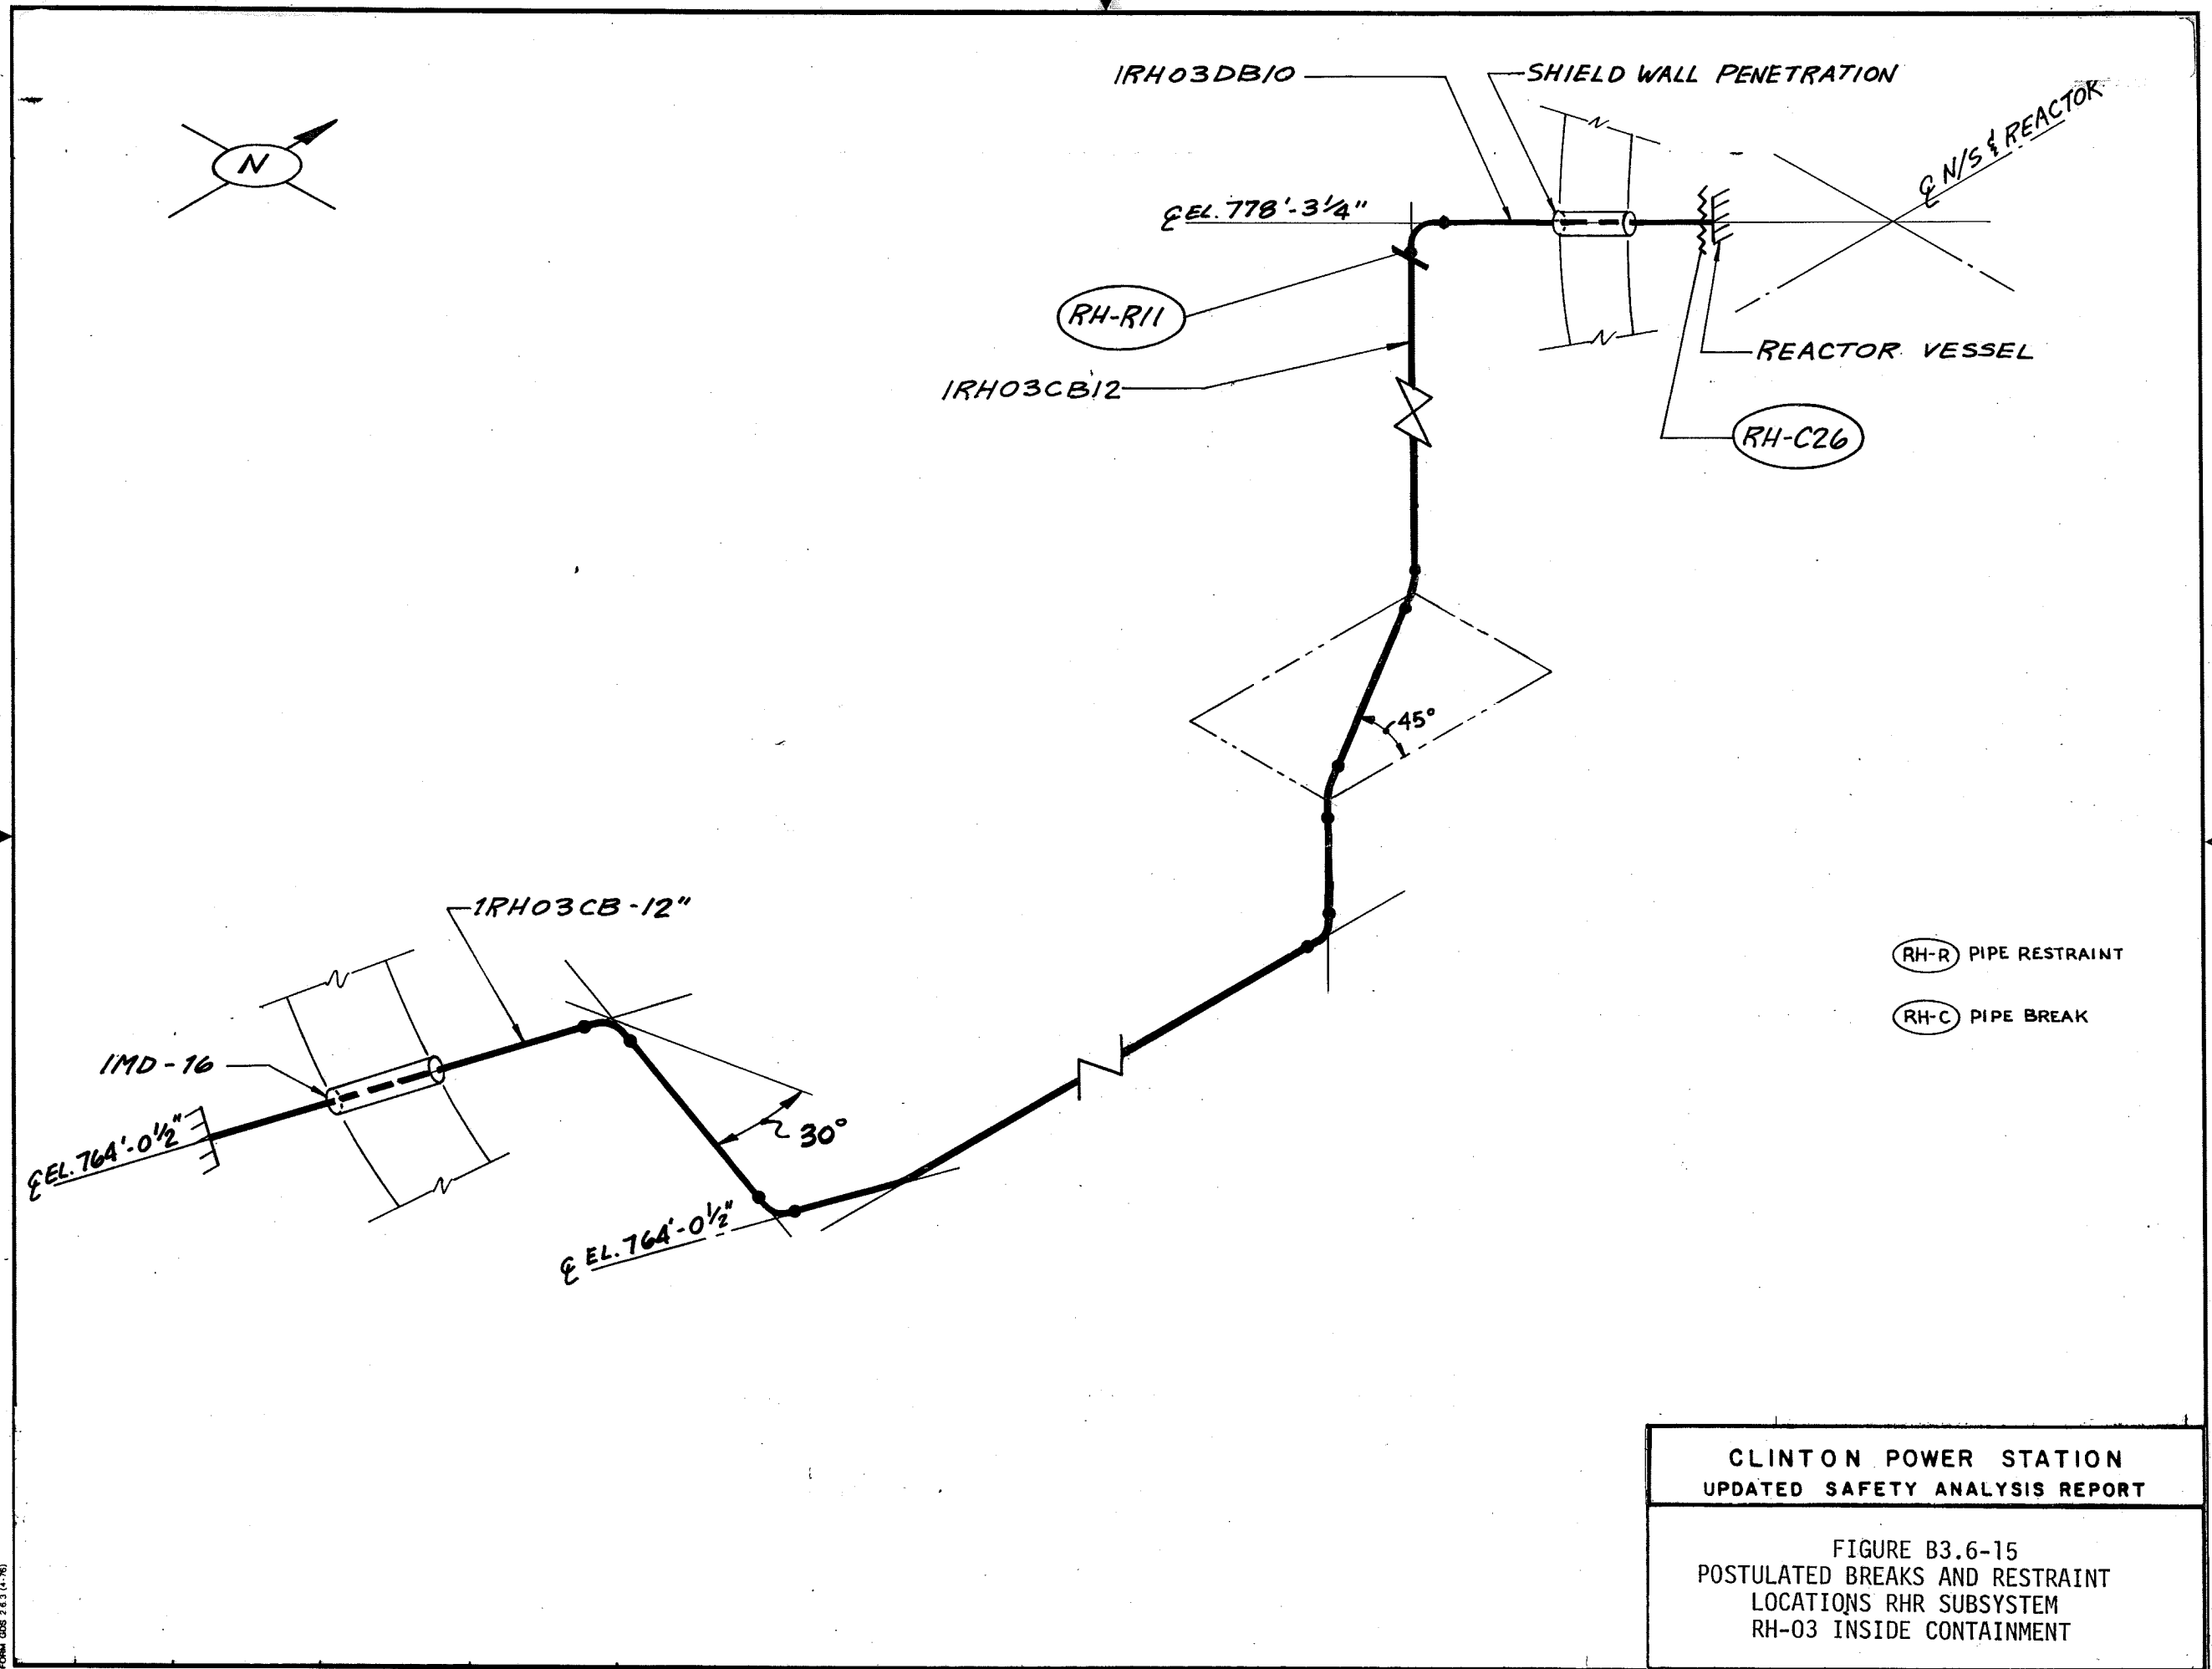 1RH03DB10
SHIELD WALL PENETRATION
N
℄ N/S & REACTOR
℄ EL. 778'-3¼"
RH-R11
REACTOR VESSEL
1RH03CB12
RH-C26
45°
1RH03CB-12"
RH-R PIPE RESTRAINT
RH-C PIPE BREAK
1MD-16
30°
℄ EL. 764'-0½"
℄ EL. 764'-0½"
CLINTON POWER STATION
UPDATED SAFETY ANALYSIS REPORT
FIGURE B3.6-15
POSTULATED BREAKS AND RESTRAINT
LOCATIONS RHR SUBSYSTEM
RH-03 INSIDE CONTAINMENT